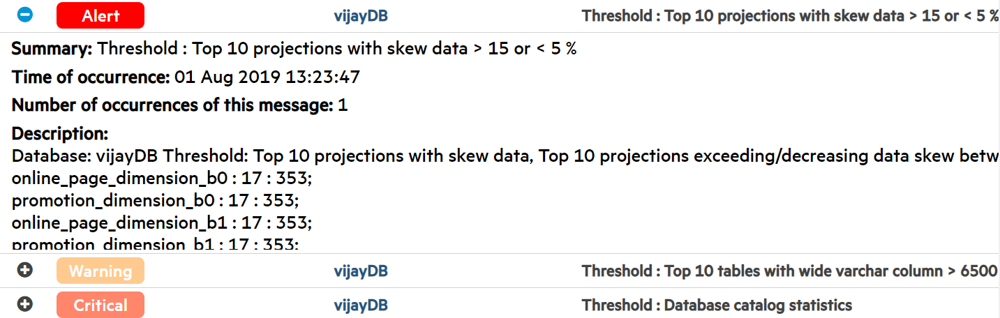 Alert vijayDB Threshold : Top 10 projections with skew data > 15 or < 5 %
Summary: Threshold : Top 10 projections with skew data > 15 or < 5 %
Time of occurrence: 01 Aug 2019 13:23:47
Number of occurrences of this message: 1
Description:
Database: vijayDB Threshold: Top 10 projections with skew data, Top 10 projections exceeding/decreasing data skew betw
online_page_dimension_b0 : 17 : 353;
promotion_dimension_b0 : 17 : 353;
online_page_dimension_b1 : 17 : 353;
promotion_dimension_b1 : 17 : 353;
Warning vijayDB Threshold : Top 10 tables with wide varchar column > 6500
Critical vijayDB Threshold : Database catalog statistics